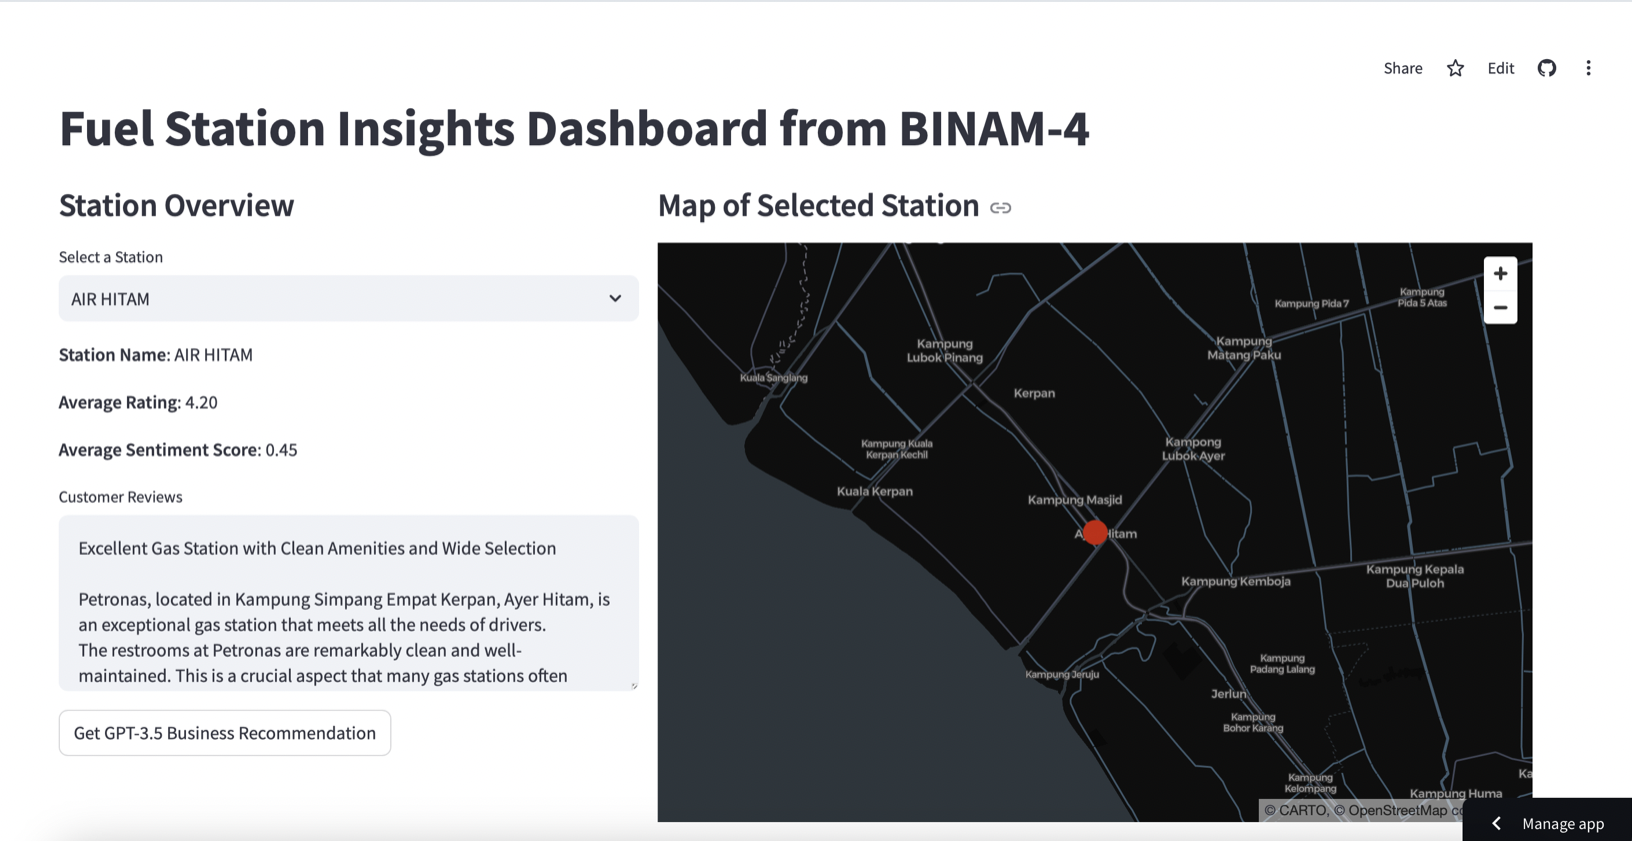 Share
Edit
Fuel Station Insights Dashboard from BINAM-4
Station Overview
Select a Station
AIR HITAM
Station Name: AIR HITAM
Average Rating: 4.20
Average Sentiment Score: 0.45
Customer Reviews
Excellent Gas Station with Clean Amenities and Wide Selection
Petronas, located in Kampung Simpang Empat Kerpan, Ayer Hitam, is
an exceptional gas station that meets all the needs of drivers.
The restrooms at Petronas are remarkably clean and well-
maintained. This is a crucial aspect that many gas stations often
Get GPT-3.5 Business Recommendation
Map of Selected Station
+
−
Kampung Pida 7
Kampung
Pida 5 Atas
Kampung
Lubok Pinang
Kampung
Matang Paku
Kuala Sanglang
Kerpan
Kampung Kuala
Kerpan Kechil
Kampong
Lubok Ayer
Kuala Kerpan
Kampung Masjid
A
Hitam
Kampung Kemboja
Kampung Kepala
Dua Puloh
Kampung
Padang Lalang
Kampung Jeruju
Jerlun
Kampung
Bohor Karang
Kampung
Kelompang
Ka
Kampung Huma
© CARTO, © OpenStreetMap co
Manage app